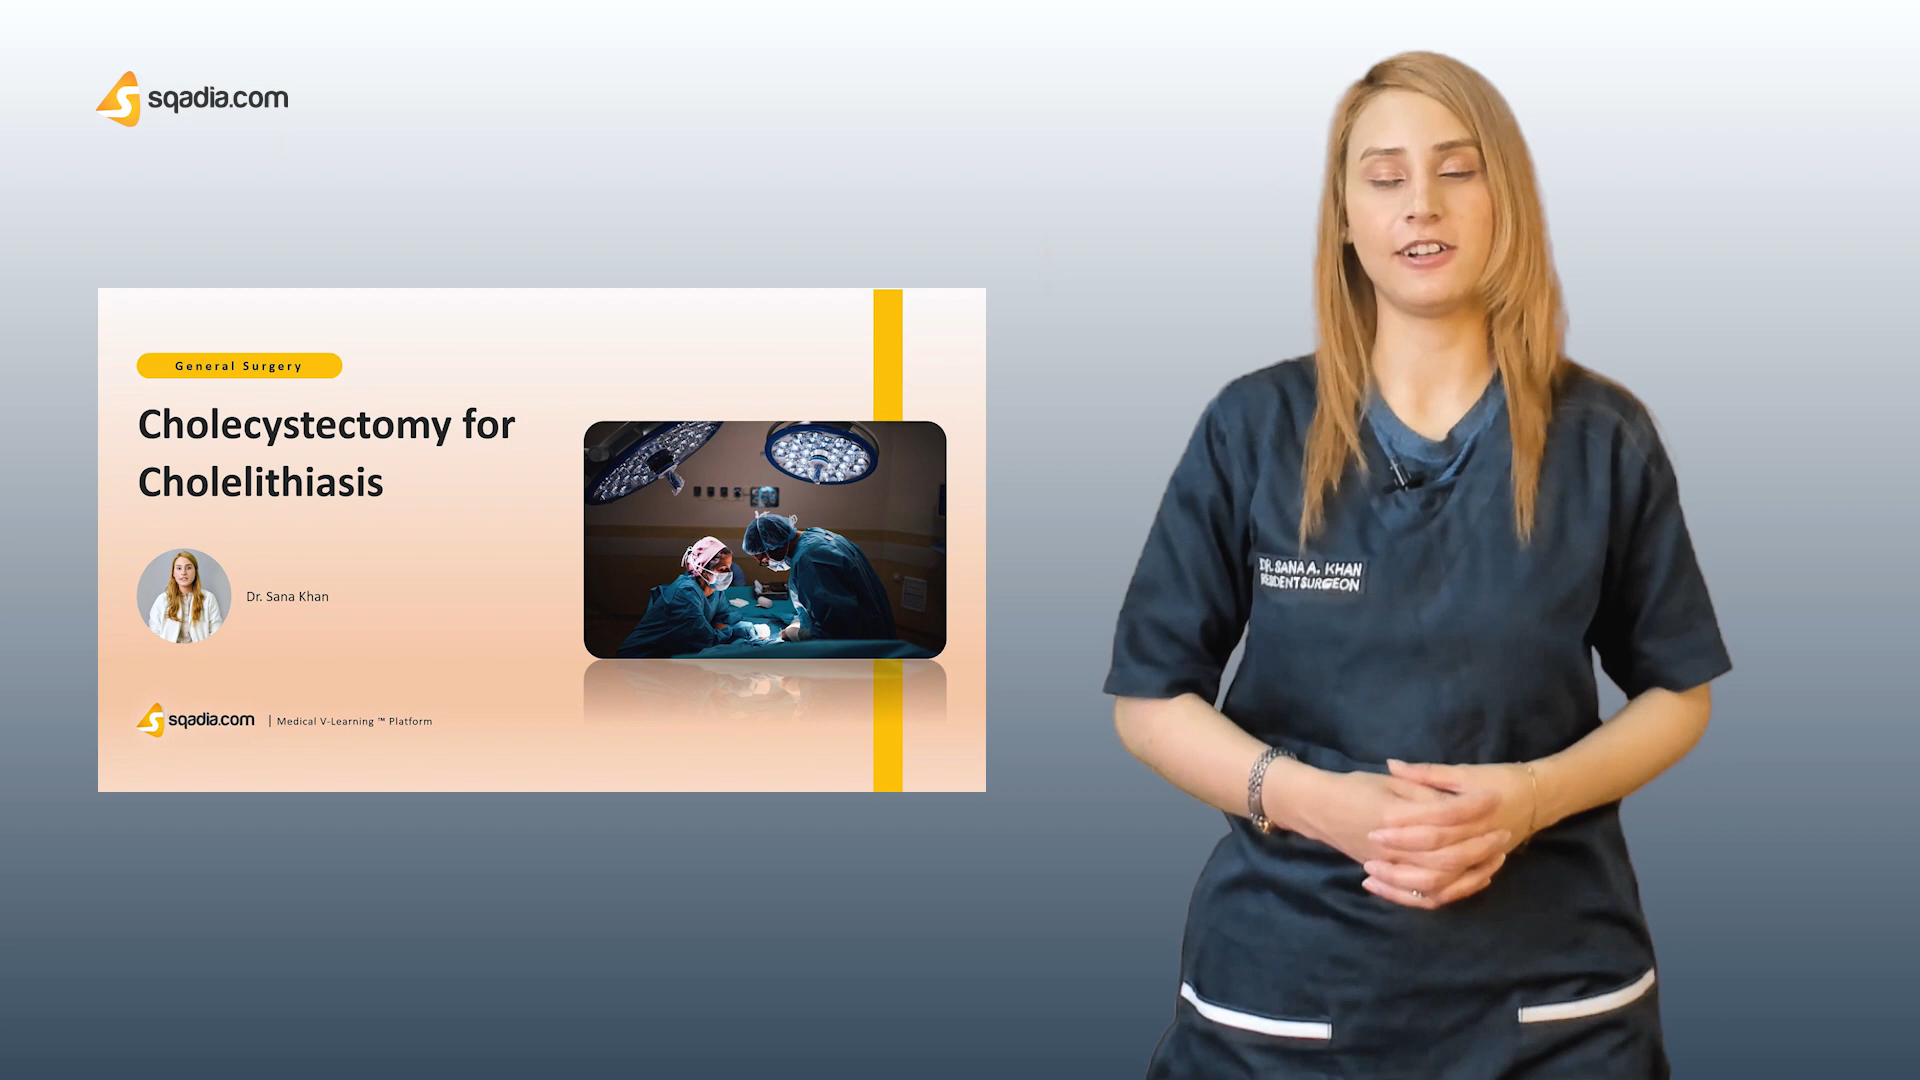 sqadia.com
General Surgery
Cholecystectomy for
Cholelithiasis
Dr. Sana Khan
sqadia.com | Medical V-Learning ™ Platform
DR. SANA A. KHAN
RESIDENT SURGEON